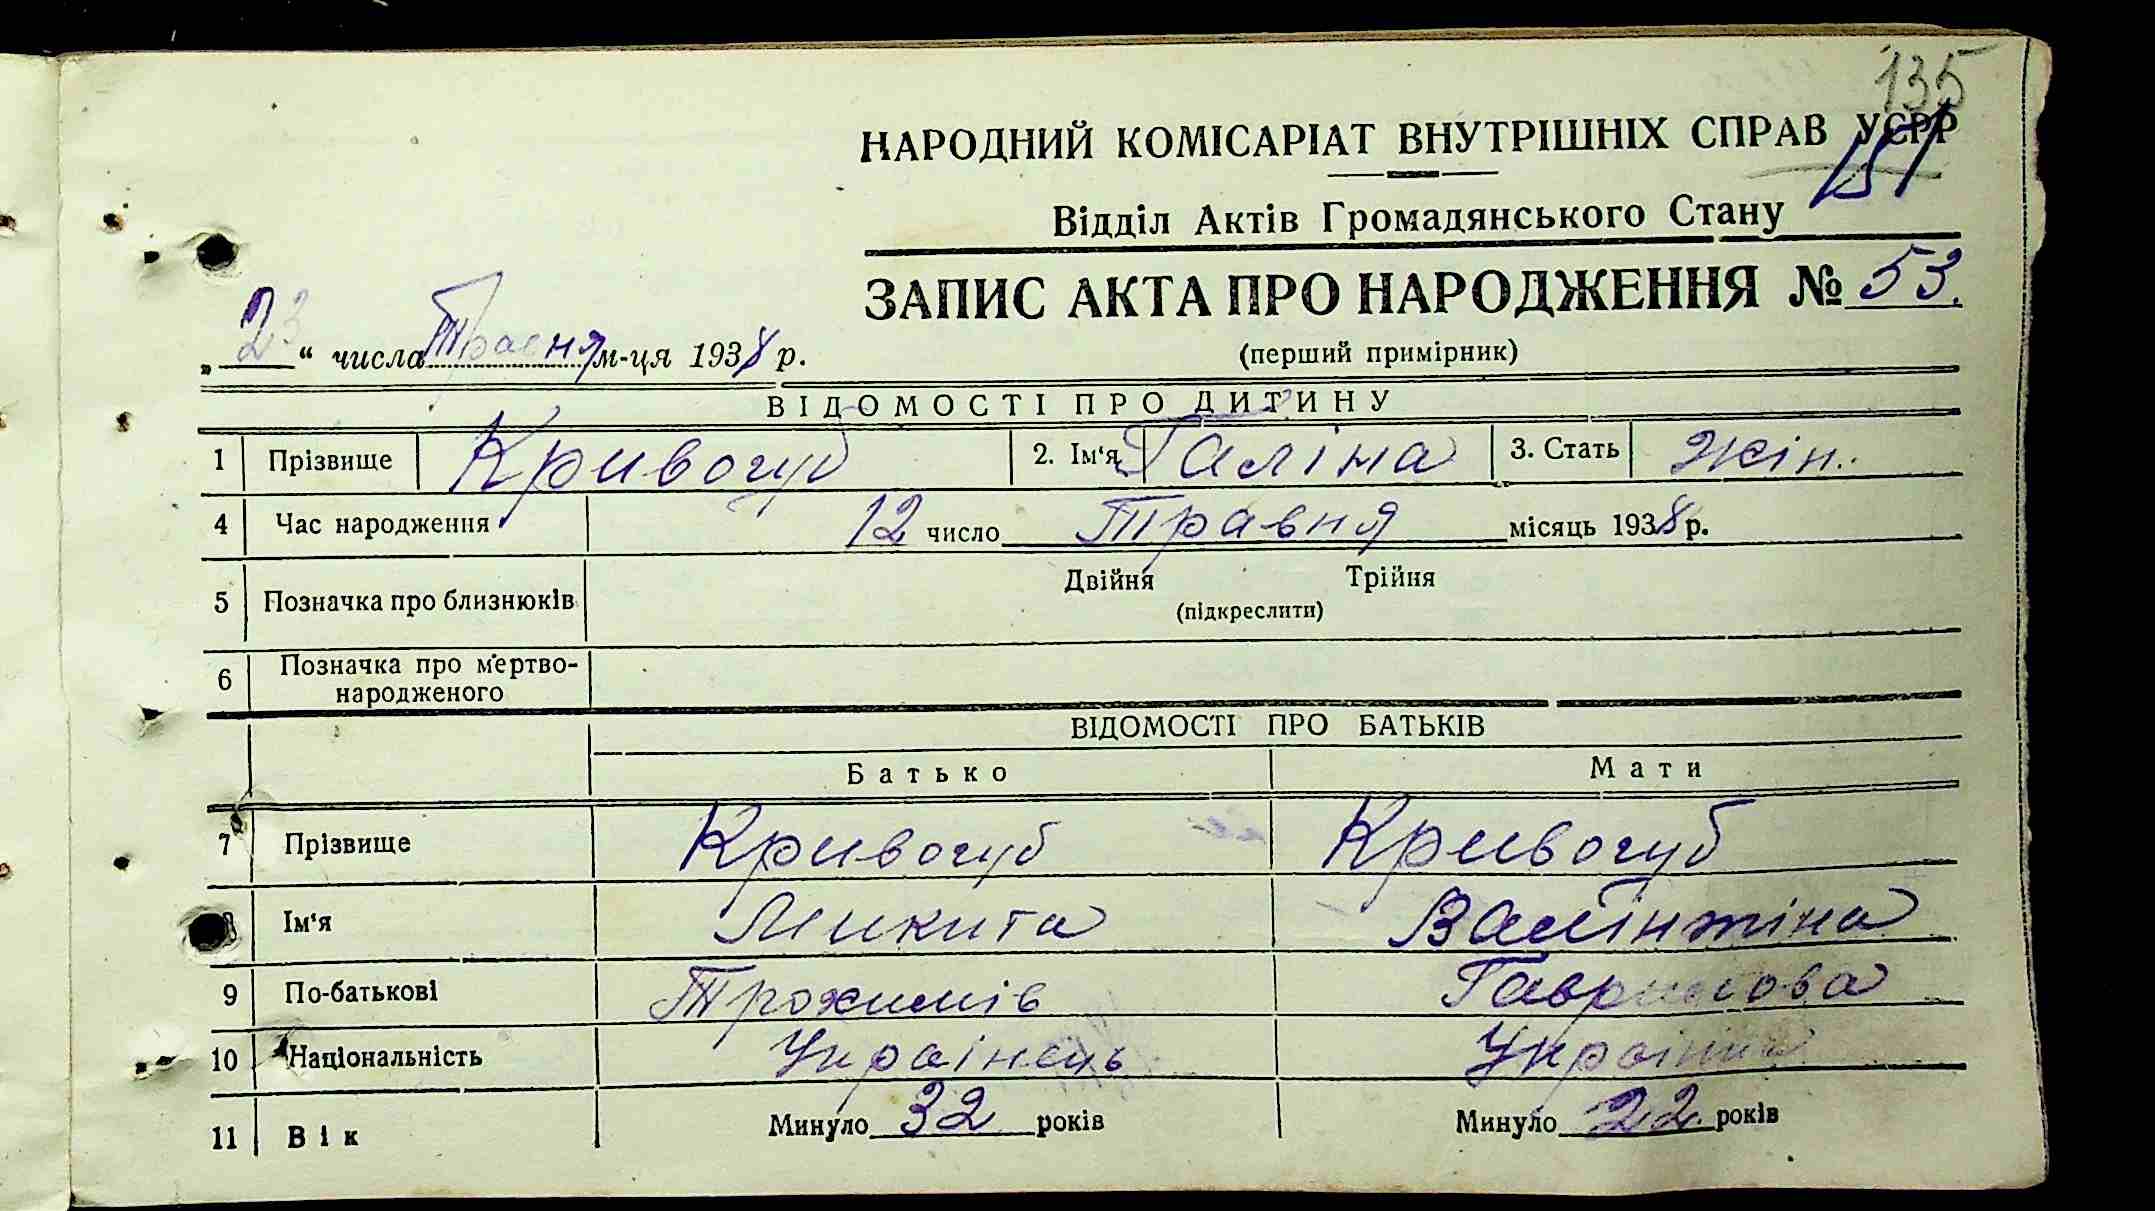 135
НАРОДНИЙ КОМІСАРІАТ ВНУТРІШНІХ СПРАВ УСРР
151
Відділ Актів Громадянського Стану
ЗАПИС АКТА ПРО НАРОДЖЕННЯ № 53.
„23“ числа Травня м-ця 1938 р.
(перший примірник)
ВІДОМОСТІ ПРО ДИТИНУ
1 Прізвище Кривогуб 2. Ім‘я Галіна 3. Стать жін.
4 Час народження 12 число Травня місяць 1938 р.
5 Позначка про близнюків Двійня Трійня
(підкреслити)
6 Позначка про мертво-
народженого
ВІДОМОСТІ ПРО БАТЬКІВ
Батько Мати
7 Прізвище Кривогуб Кривогуб
8 Ім‘я Микита Валінтіна
9 По-батькові Трохимів Гаврилова
10 Національність Українець
11 Вік Минуло 32 років Минуло 22 років